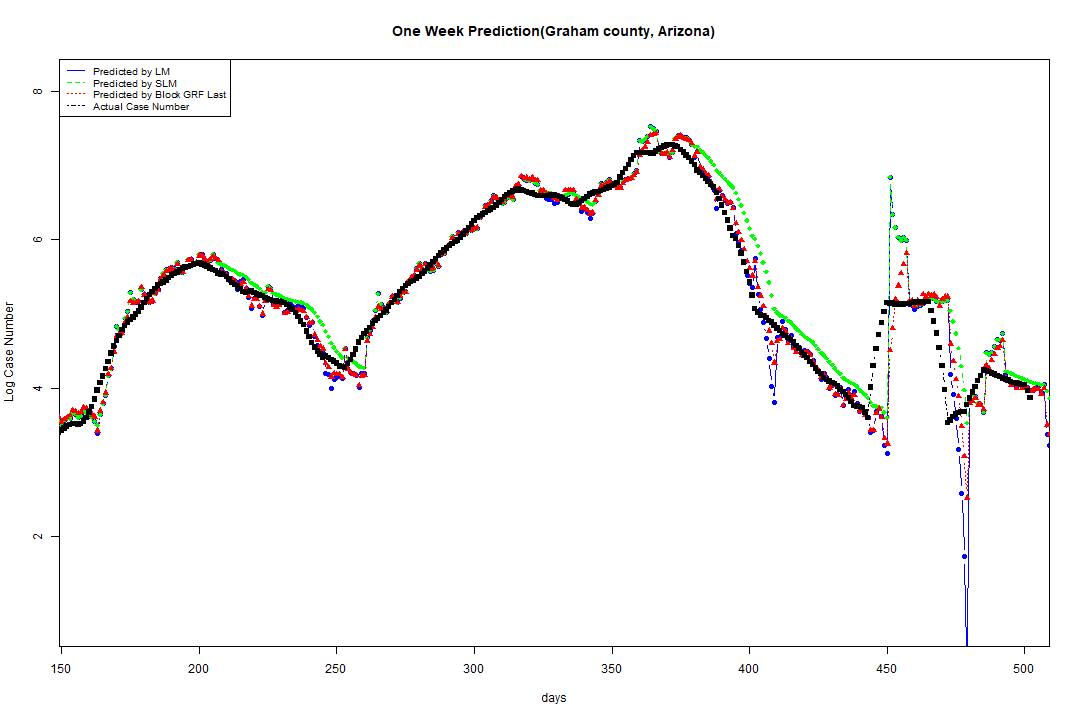 One Week Prediction(Graham county, Arizona)
Predicted by LM
Predicted by SLM
Predicted by Block GRF Last
Actual Case Number
Log Case Number
8
6
4
2
150 200 250 300 350 400 450 500
days